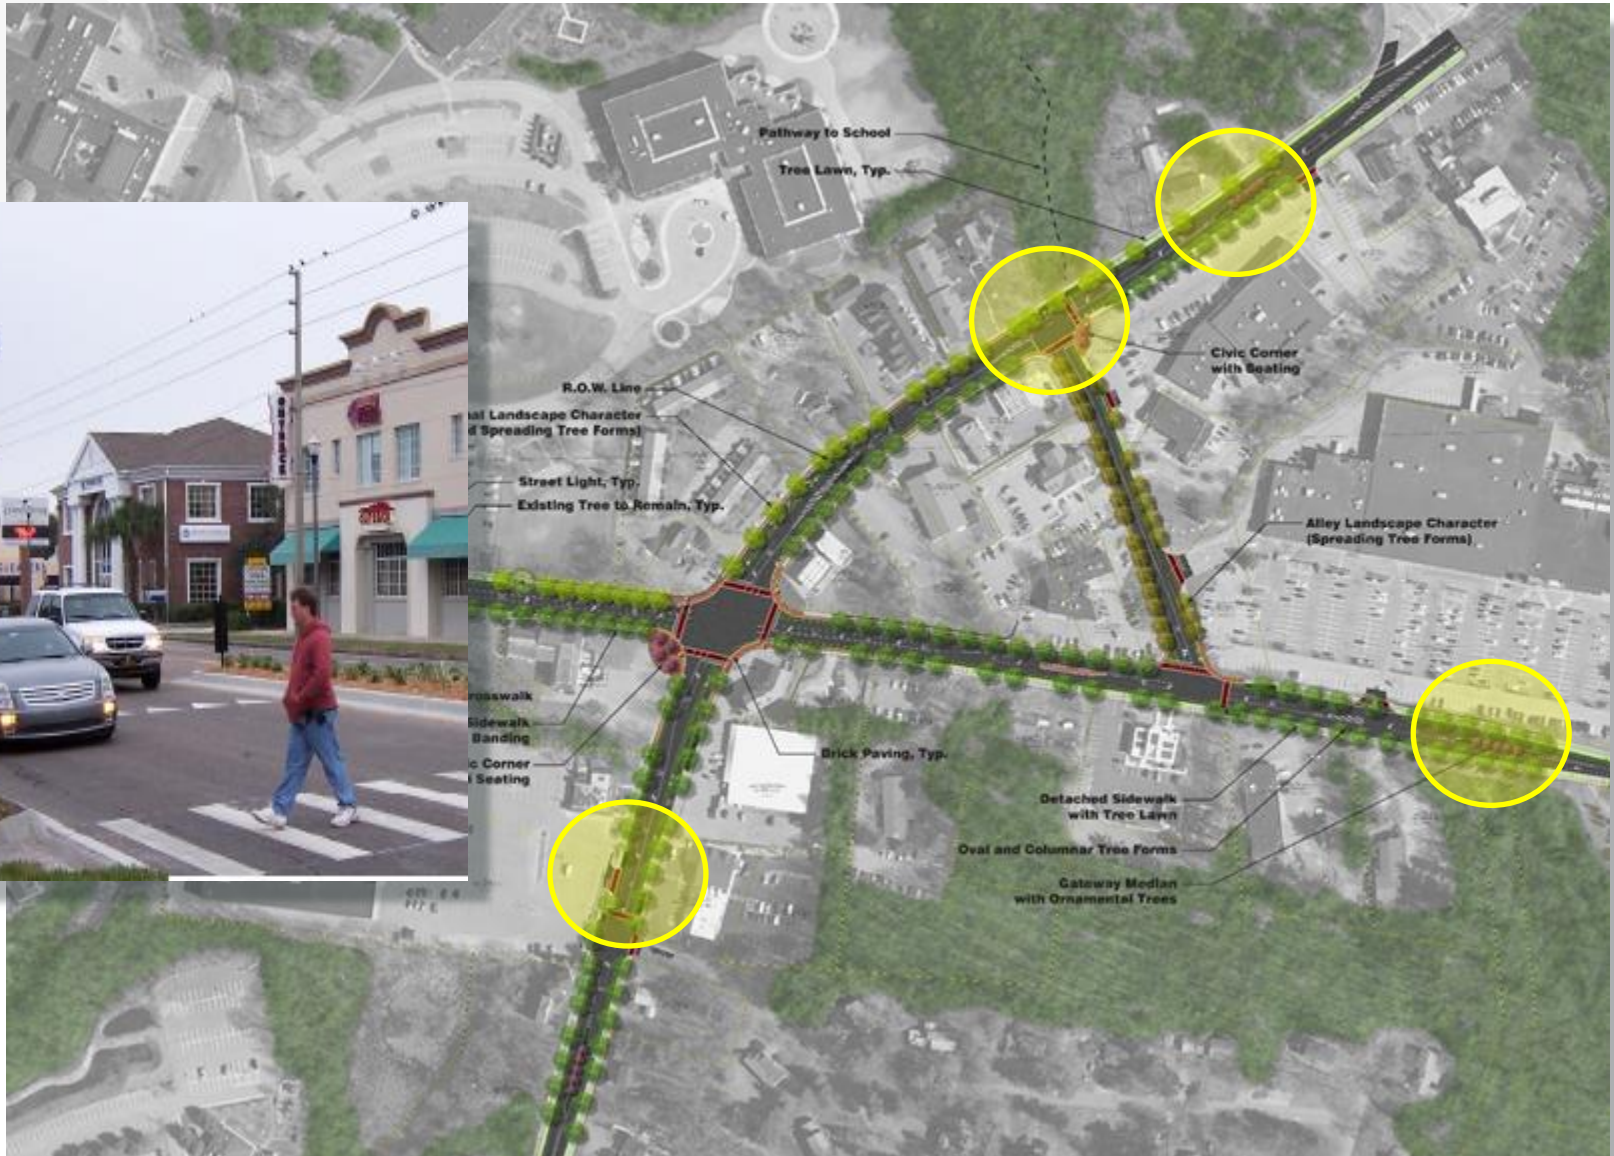 Pathway to School
Tree Lawn, Typ.
Civic Corner
with Seating
R.O.W. Line
al Landscape Character
Spreading Tree Forms)
Street Light, Typ.
Existing Tree to Remain, Typ.
Alley Landscape Character
(Spreading Tree Forms)
rosswalk
Sidewalk
Banding
c Corner
Seating
Brick Paving, Typ.
Detached Sidewalk
with Tree Lawn
Oval and Columnar Tree Forms
Gateway Median
with Ornamental Trees
OUTBACK